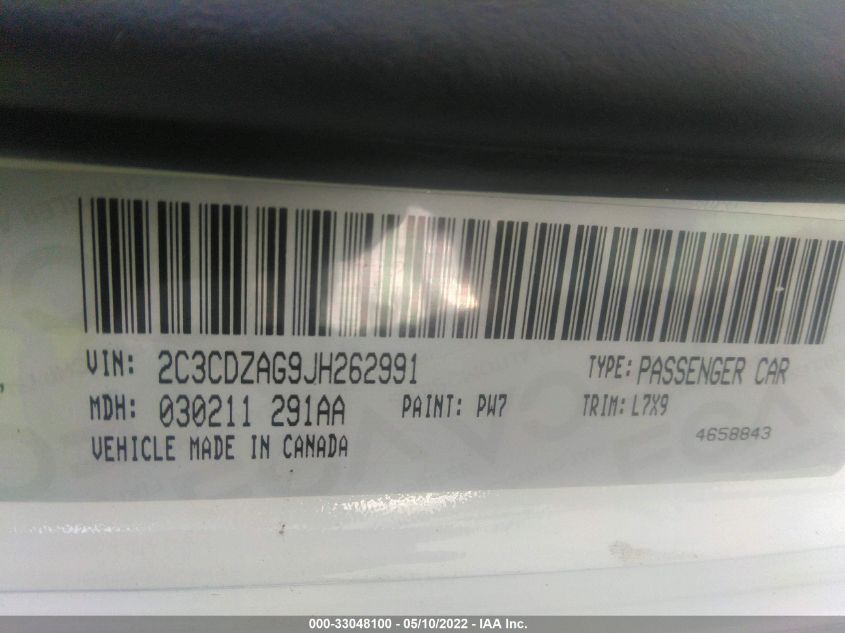 VIN: 2C3CDZAG9JH262991 TYPE: PASSENGER CAR
MDH: 030211 291AA PAINT: PW7 TRIM: L7X9
4658843
VEHICLE MADE IN CANADA
000-33048100 - 05/10/2022 - IAA Inc.